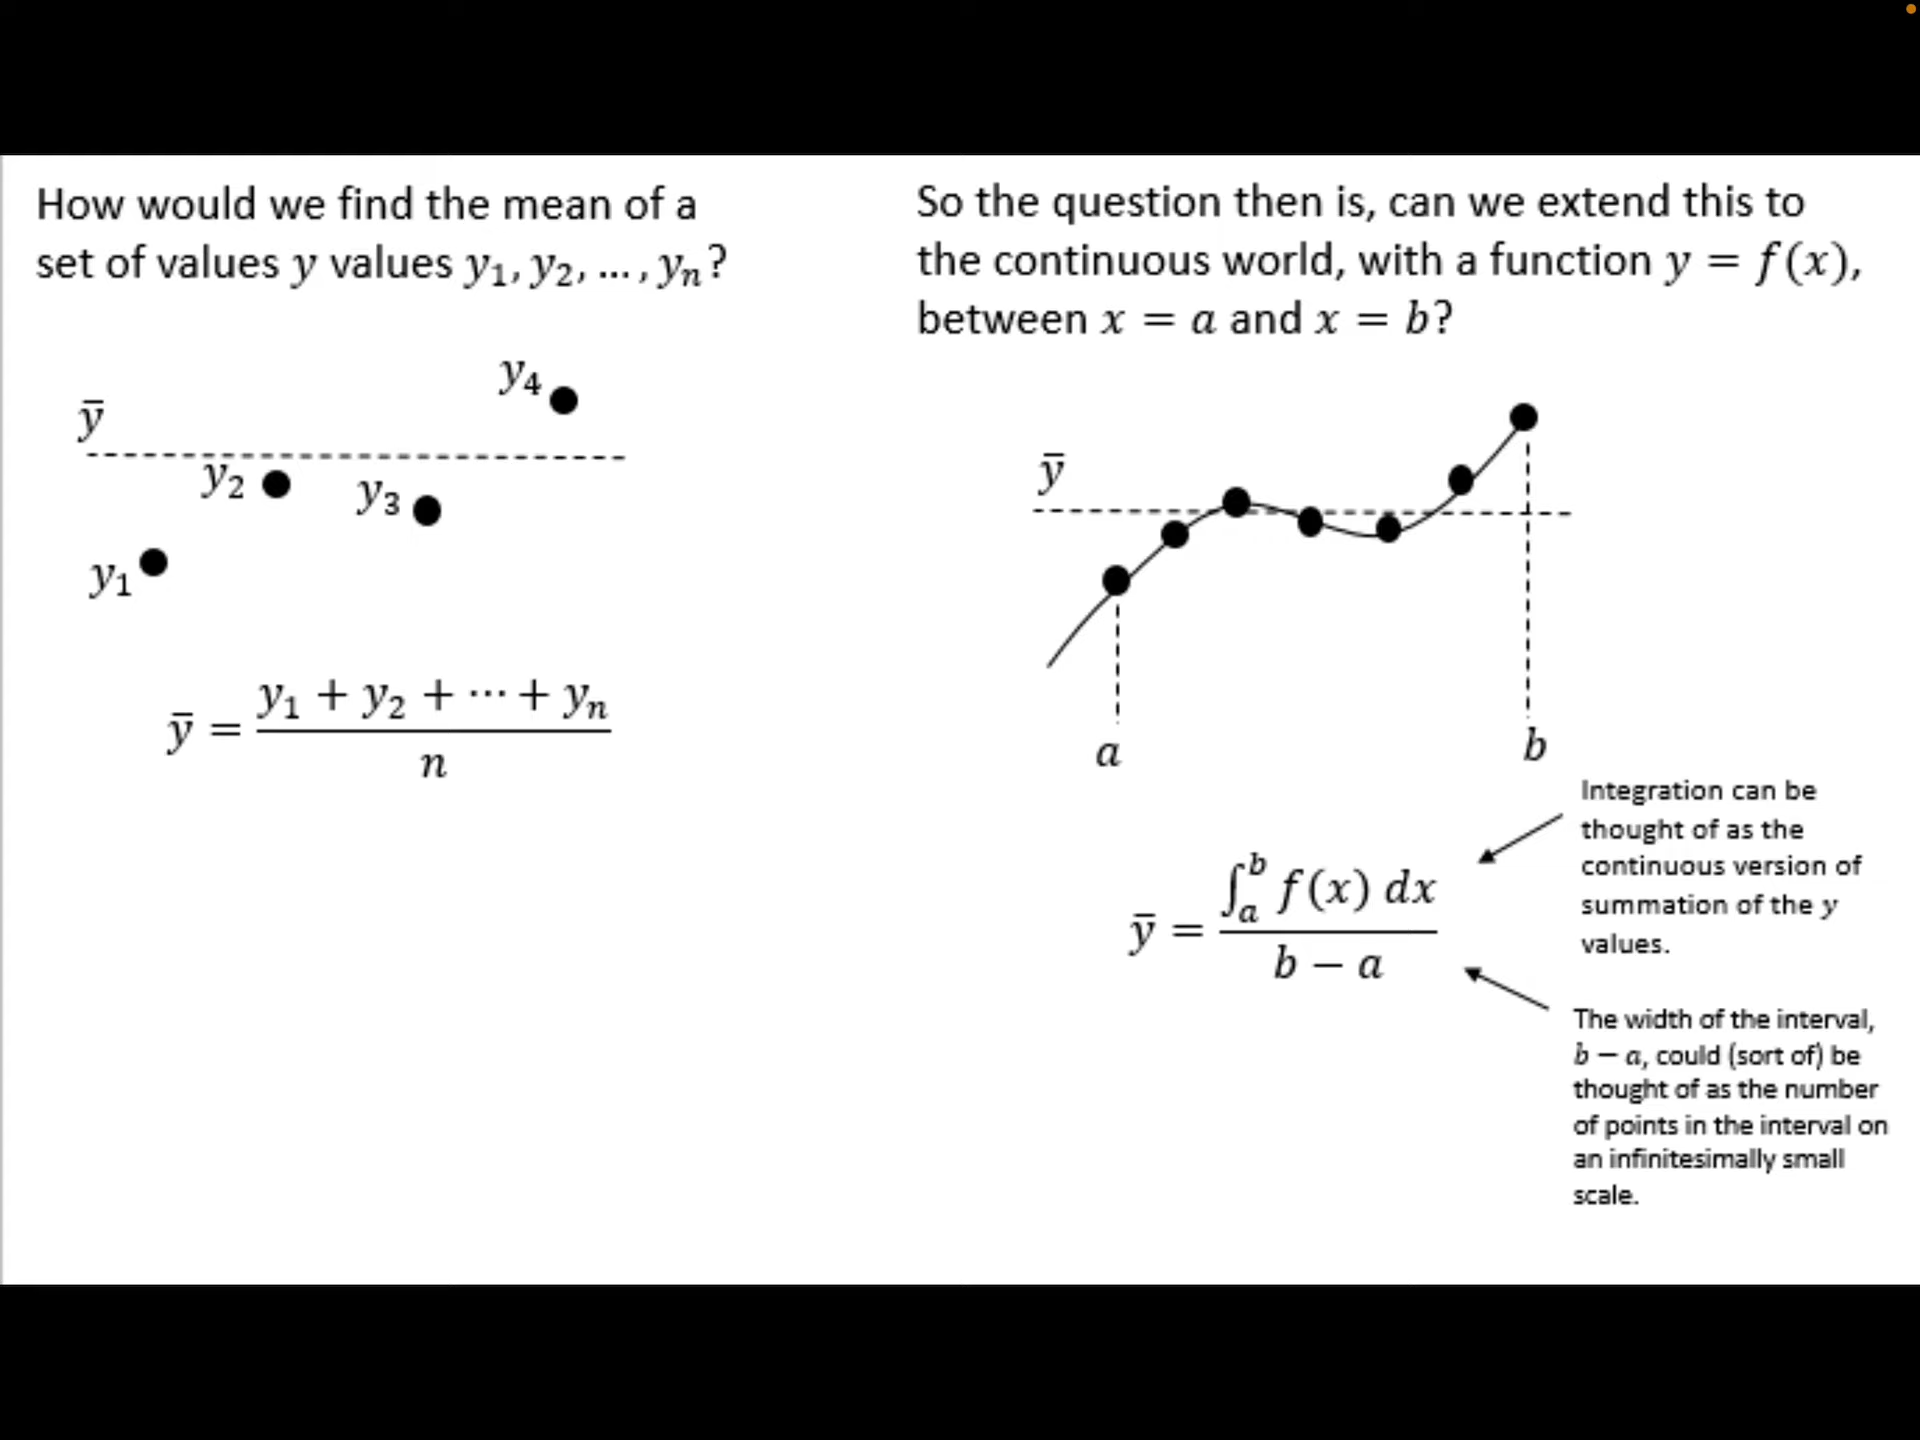 How would we find the mean of a
set of values y values y₁, y₂, … , yₙ?
y₄
ȳ
y₂
y₃
y₁
ȳ = (y₁ + y₂ + ⋯ + yₙ) / n
So the question then is, can we extend this to
the continuous world, with a function y = f(x),
between x = a and x = b?
ȳ
a
b
ȳ = (∫ₐᵇ f(x) dx) / (b − a)
Integration can be
thought of as the
continuous version of
summation of the y
values.
The width of the interval,
b − a, could (sort of) be
thought of as the number
of points in the interval on
an infinitesimally small
scale.